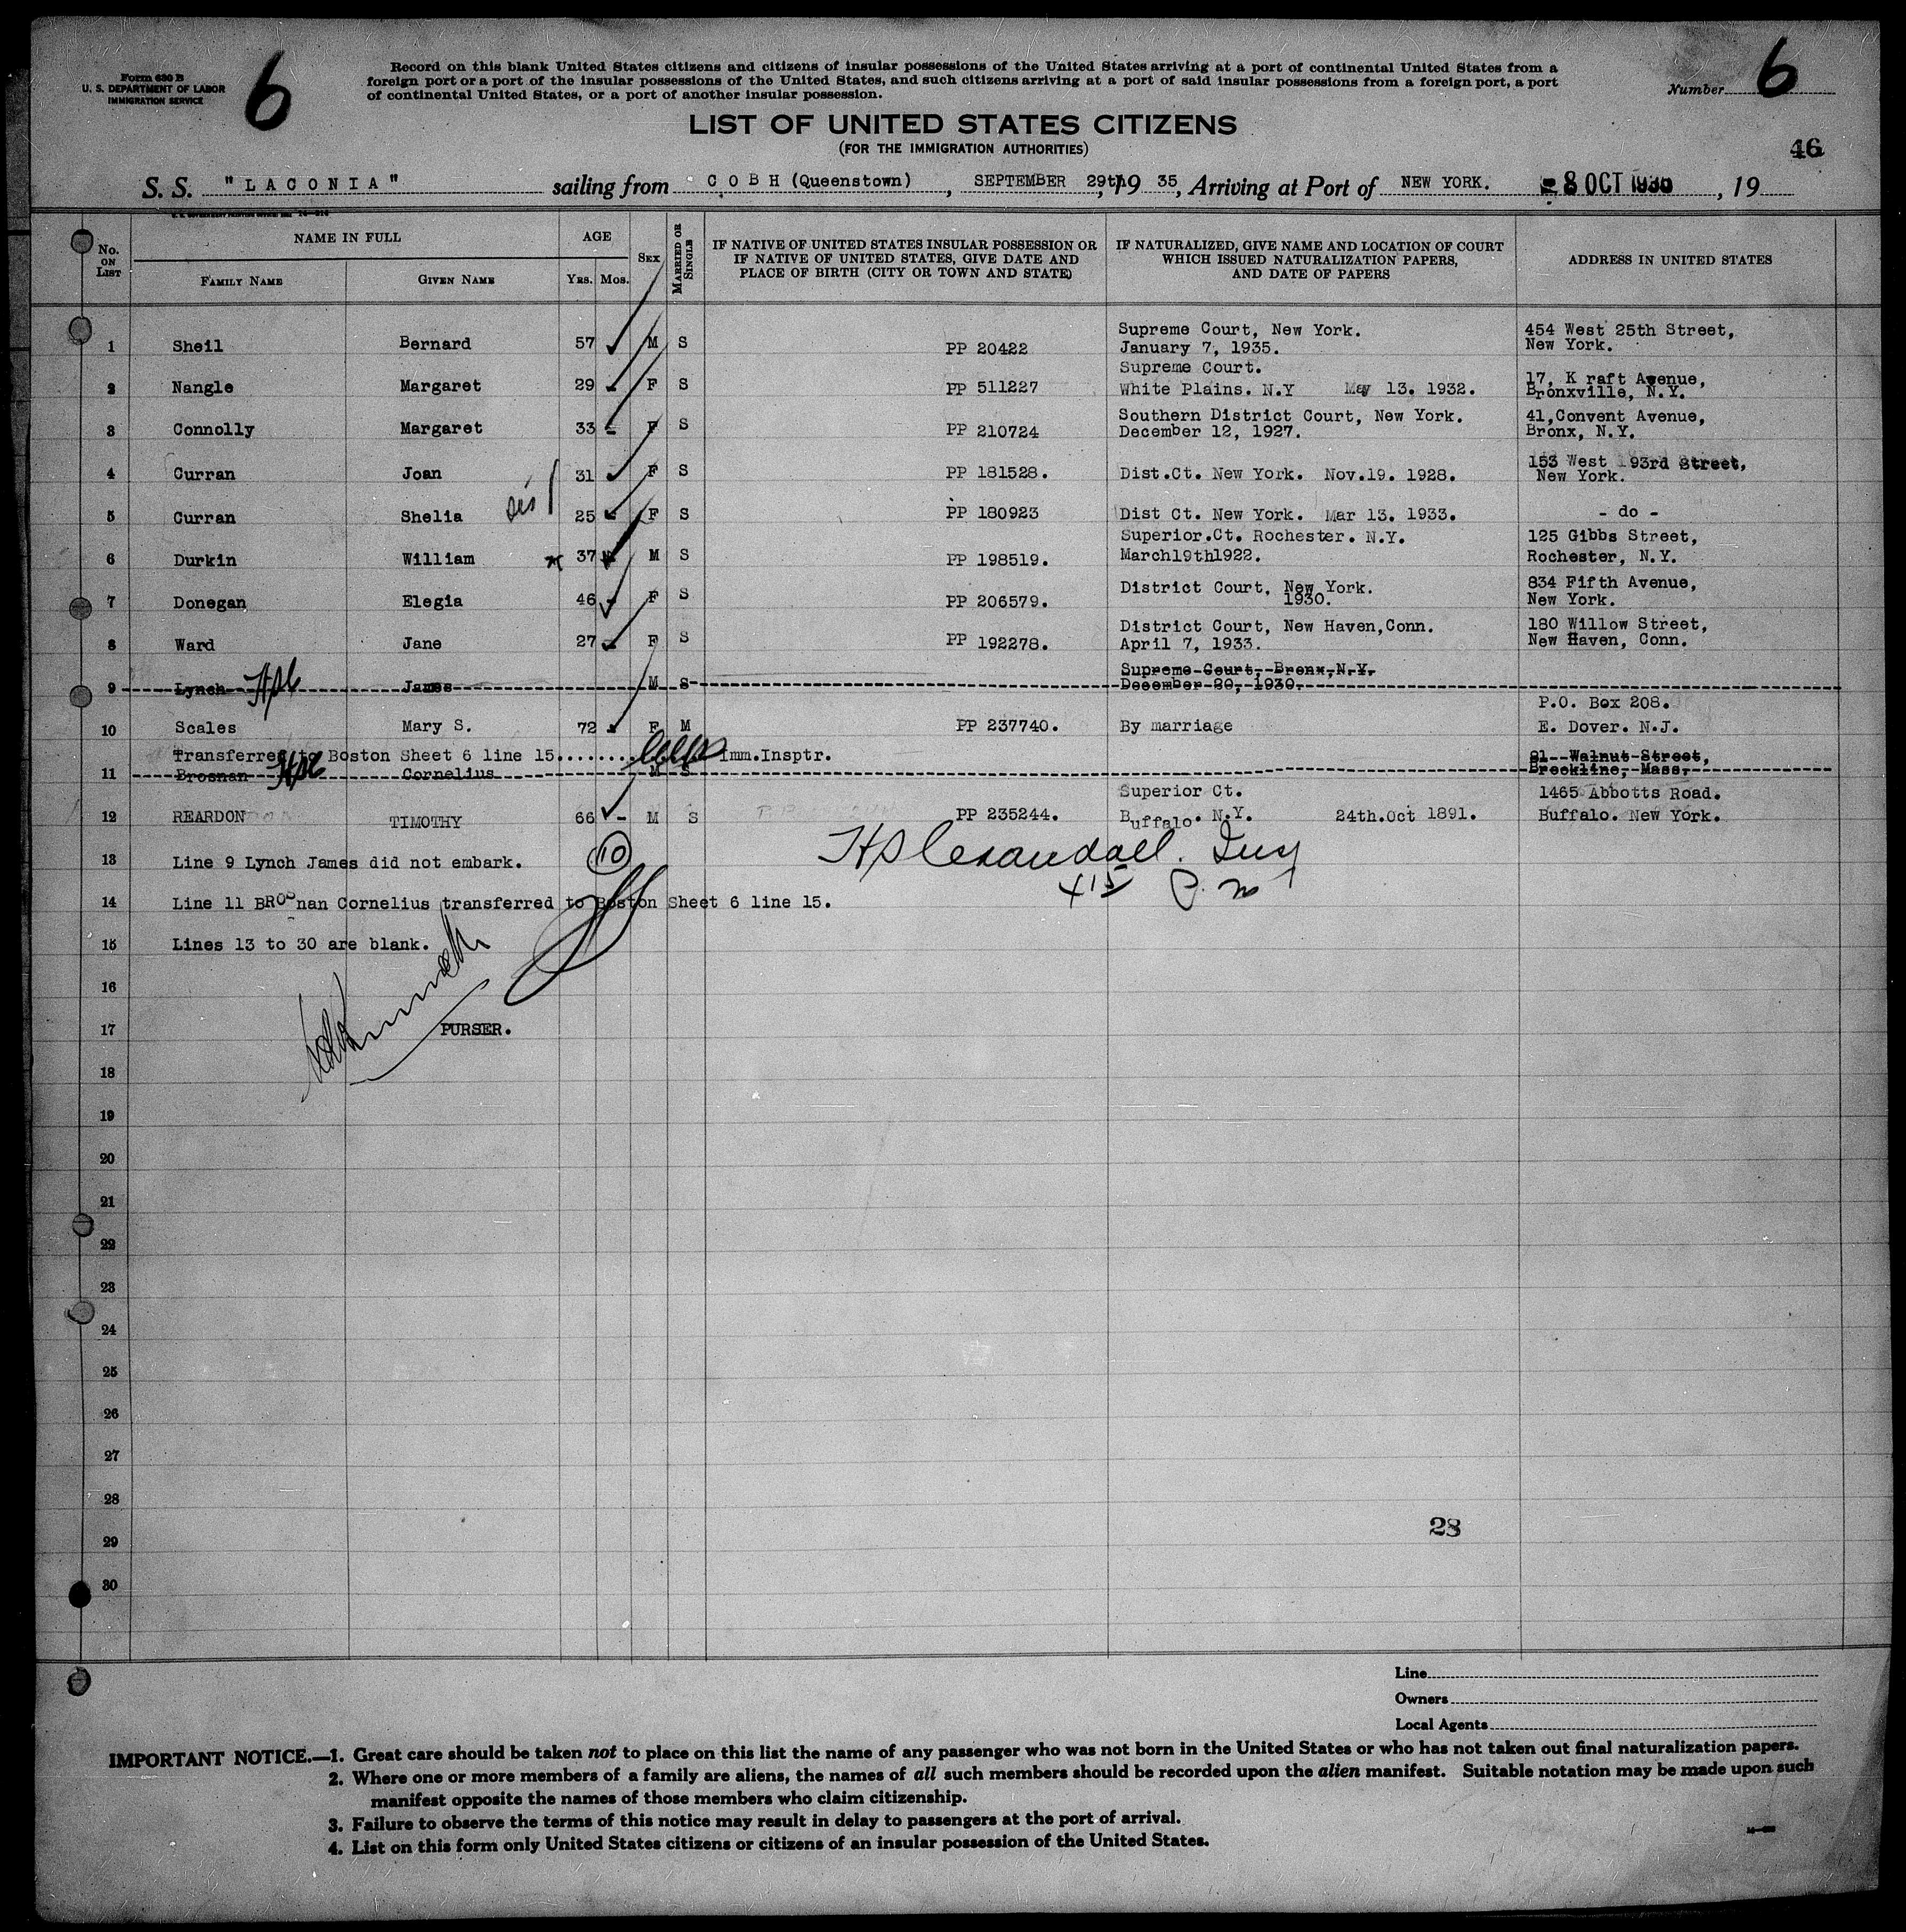 Form 630 B
U. S. DEPARTMENT OF LABOR
IMMIGRATION SERVICE
6
Record on this blank United States citizens and citizens of insular possessions of the United States arriving at a port of continental United States from a
foreign port or a port of the insular possessions of the United States, and such citizens arriving at a port of said insular possessions from a foreign port, a port
of continental United States, or a port of another insular possession.
Number 6
LIST OF UNITED STATES CITIZENS
(FOR THE IMMIGRATION AUTHORITIES)
46
S. S. "LACONIA" sailing from COBH (Queenstown), SEPTEMBER 29th, 19 35, Arriving at Port of NEW YORK. 8 OCT 1935, 19
No. ON LIST
NAME IN FULL
FAMILY NAME
GIVEN NAME
AGE
YRS. MOS.
SEX
MARRIED OR SINGLE
IF NATIVE OF UNITED STATES INSULAR POSSESSION OR
IF NATIVE OF UNITED STATES, GIVE DATE AND
PLACE OF BIRTH (CITY OR TOWN AND STATE)
IF NATURALIZED, GIVE NAME AND LOCATION OF COURT
WHICH ISSUED NATURALIZATION PAPERS,
AND DATE OF PAPERS
ADDRESS IN UNITED STATES
1 Sheil Bernard 57 M S PP 20422 Supreme Court, New York. January 7, 1935. 454 West 25th Street, New York.
2 Nangle Margaret 29 F S PP 511227 Supreme Court. White Plains. N.Y May 13. 1932. 17, K raft Avenue, Bronxville, N.Y.
3 Connolly Margaret 33 F S PP 210724 Southern District Court, New York. December 12, 1927. 41, Convent Avenue, Bronx, N.Y.
4 Curran Joan 31 F S PP 181528. Dist.Ct. New York. Nov.19. 1928. 153 West 93rd Street, New York.
5 Curran Shelia sis 25 F S PP 180923 Dist Ct. New York. Mar 13. 1933. - do -
6 Durkin William 37 M S PP 198519. Superior.Ct. Rochester. N.Y. March19th1922. 125 Gibbs Street, Rochester, N.Y.
7 Donegan Elegia 46 F S PP 206579. District Court, New York. 1930. 834 Fifth Avenue, New York.
8 Ward Jane 27 F S PP 192278. District Court, New Haven,Conn. April 7, 1933. 180 Willow Street, New Haven, Conn.
9 Lynch James M S Supreme Court, Bronx,N.Y. December 20, 1930.
10 Scales Mary S. 72 F M PP 237740. By marriage P.O. Box 208. E. Dover. N.J.
Transferred to Boston Sheet 6 line 15........ Imm.Insptr.
11 Brosnan Cornelius M S 81 Walnut Street, Brookline, Mass.
12 REARDON TIMOTHY 66 - M S PP 235244. Superior Ct. Buffalo. N.Y. 24th.Oct 1891. 1465 Abbotts Road. Buffalo. New York.
13 Line 9 Lynch James did not embark. 10
14 Line 11 BROSnan Cornelius transferred to Boston Sheet 6 line 15.
15 Lines 13 to 30 are blank.
16
17 PURSER.
18
19
20
21
22
23
24
25
26
27
28
28
29
30
Line
Owners
Local Agents
IMPORTANT NOTICE.—1. Great care should be taken not to place on this list the name of any passenger who was not born in the United States or who has not taken out final naturalization papers.
2. Where one or more members of a family are aliens, the names of all such members should be recorded upon the alien manifest. Suitable notation may be made upon such
manifest opposite the names of those members who claim citizenship.
3. Failure to observe the terms of this notice may result in delay to passengers at the port of arrival.
4. List on this form only United States citizens or citizens of an insular possession of the United States.